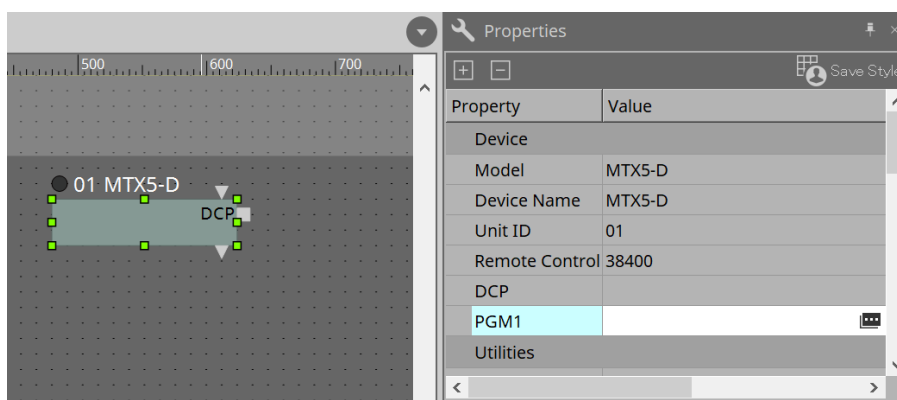 Properties
500 600 700
Save Style
Property Value
Device
01 MTX5-D
Model MTX5-D
DCP
Device Name MTX5-D
Unit ID 01
Remote Control 38400
DCP
PGM1
Utilities